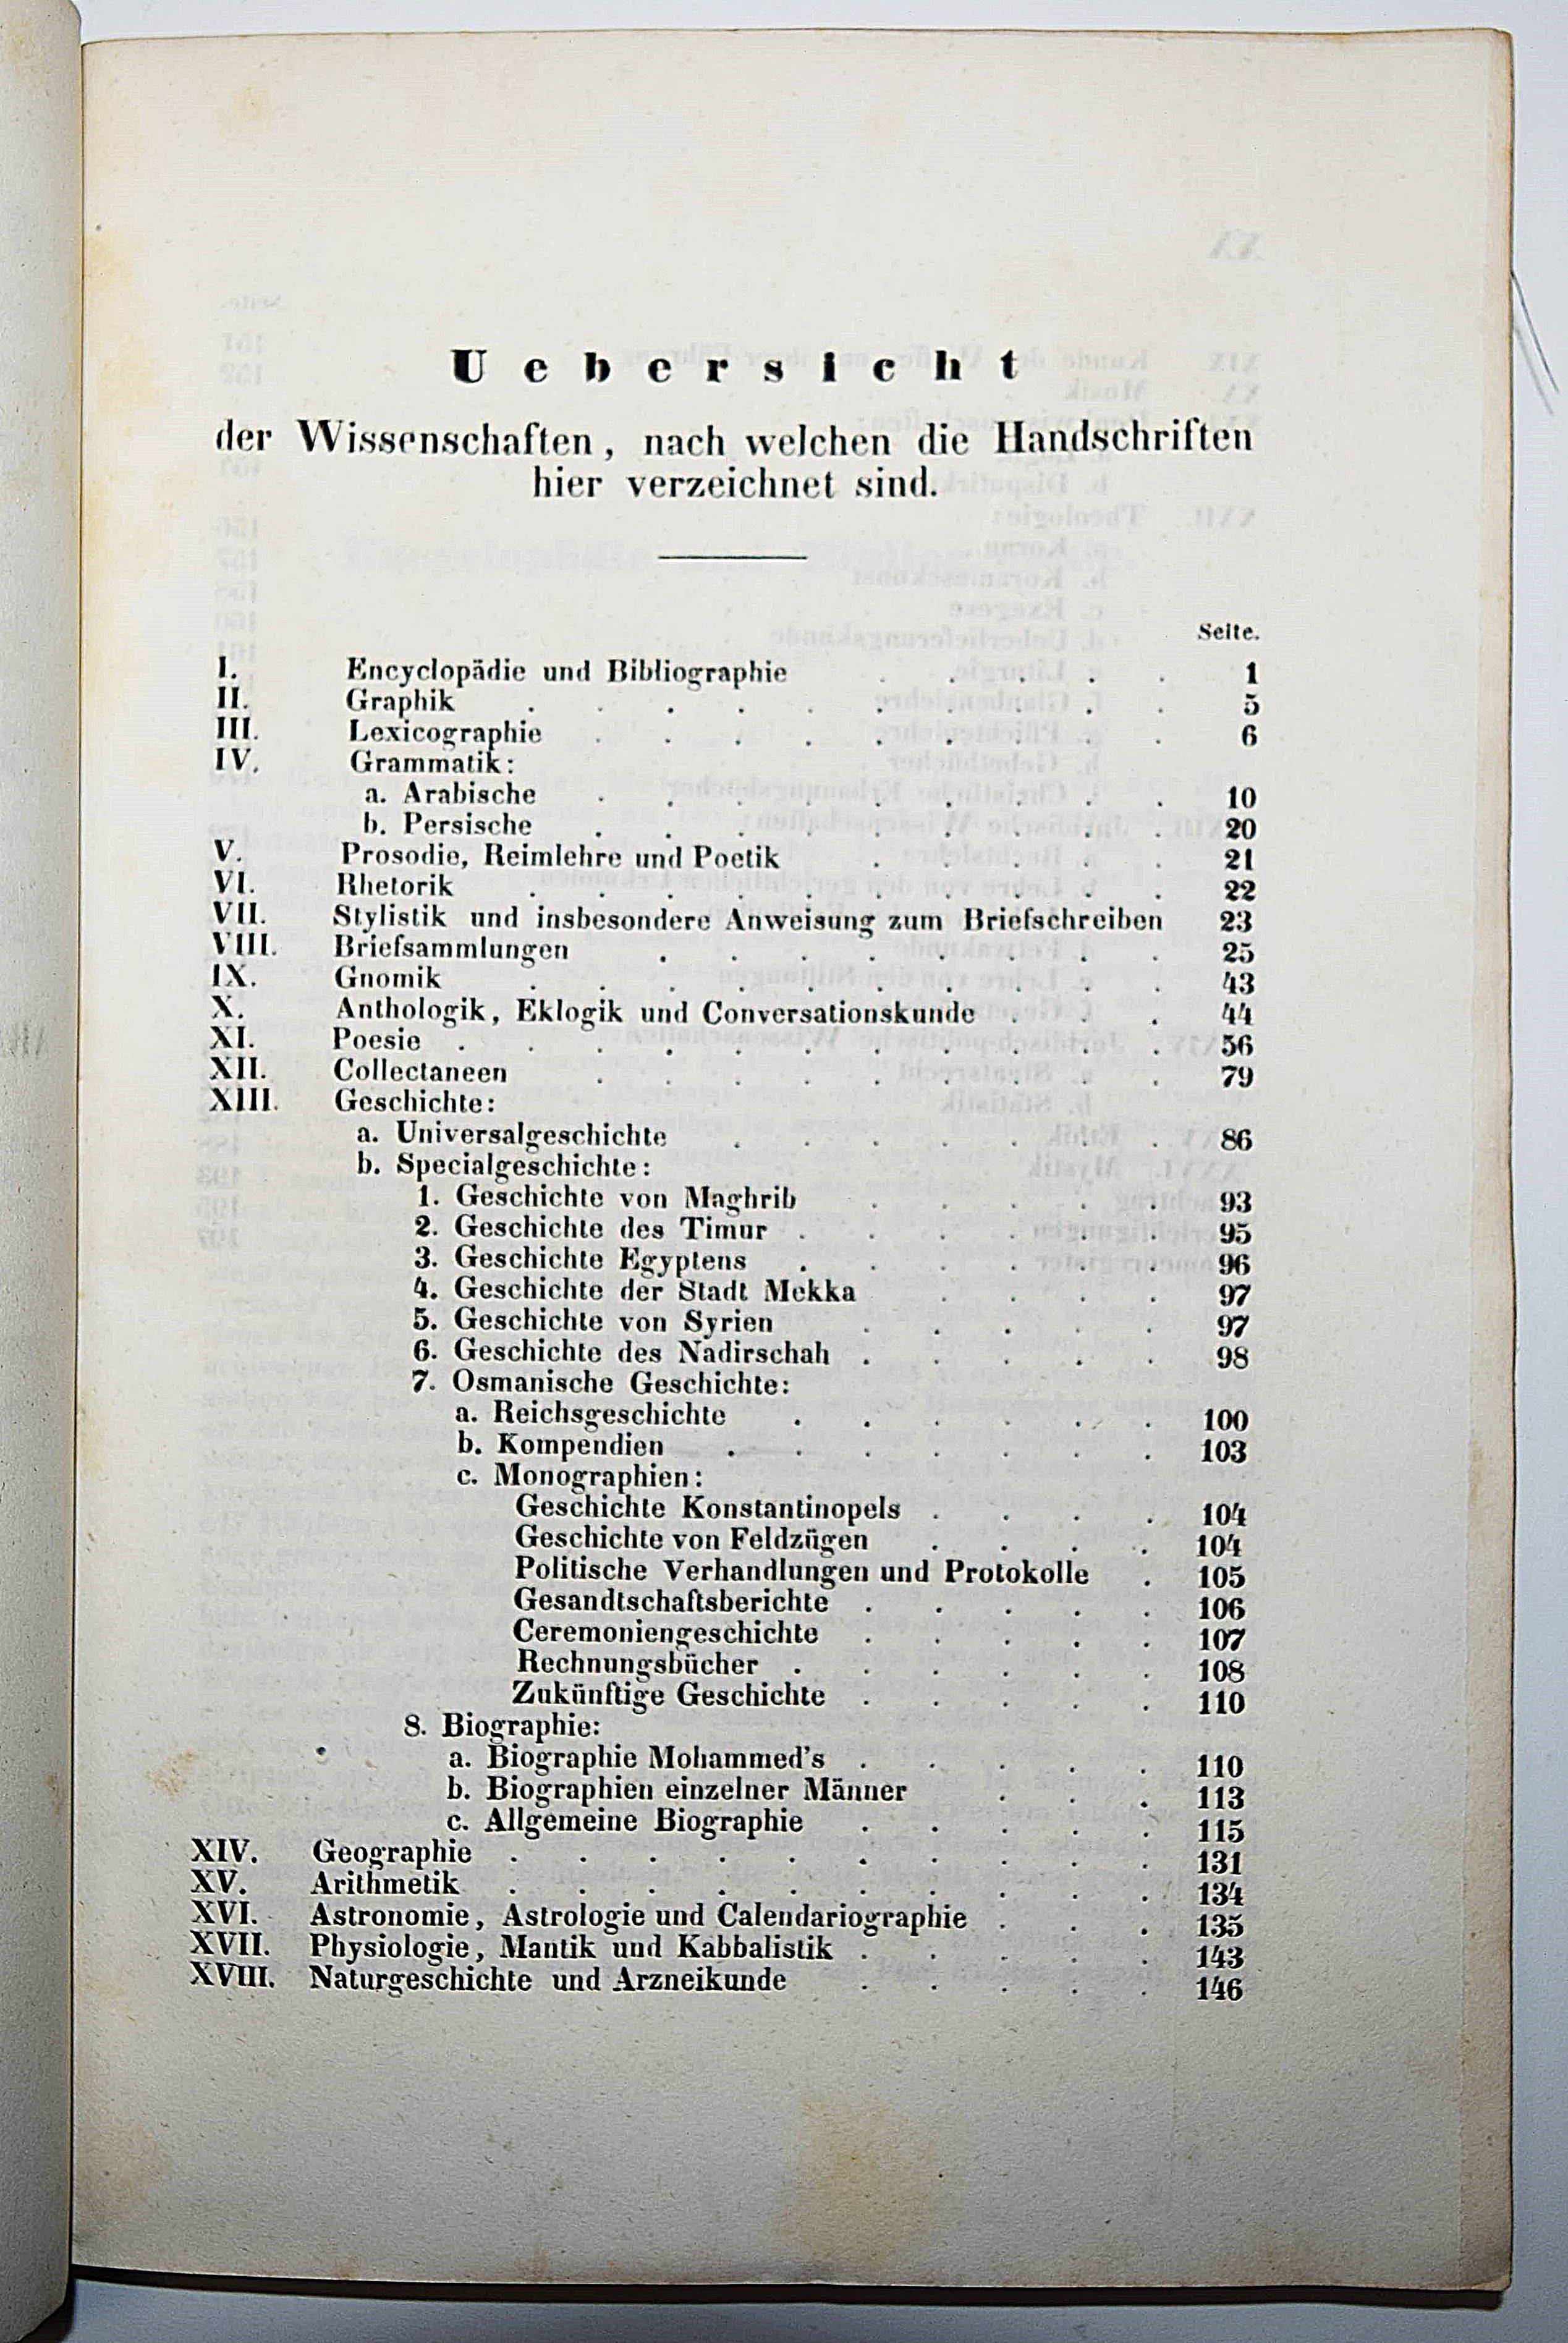 Uebersicht
der Wissenschaften, nach welchen die Handschriften
hier verzeichnet sind.
Seite.
I. Encyclopädie und Bibliographie . . . . . 1
II. Graphik . . . . . . . . . . 5
III. Lexicographie . . . . . . . . . 6
IV. Grammatik:
a. Arabische . . . . . . . . . 10
b. Persische . . . . . . . . . 20
V. Prosodie, Reimlehre und Poetik . . . . . 21
VI. Rhetorik . . . . . . . . . . 22
VII. Stylistik und insbesondere Anweisung zum Briefschreiben 23
VIII. Briefsammlungen . . . . . . . . 25
IX. Gnomik . . . . . . . . . . 43
X. Anthologik, Eklogik und Conversationskunde . . . 44
XI. Poesie . . . . . . . . . . . 56
XII. Collectaneen . . . . . . . . . 79
XIII. Geschichte:
a. Universalgeschichte . . . . . . . 86
b. Specialgeschichte:
1. Geschichte von Maghrib . . . . . 93
2. Geschichte des Timur . . . . . . 95
3. Geschichte Egyptens . . . . . . 96
4. Geschichte der Stadt Mekka . . . . 97
5. Geschichte von Syrien . . . . . 97
6. Geschichte des Nadirschah . . . . . 98
7. Osmanische Geschichte:
a. Reichsgeschichte . . . . . . 100
b. Kompendien . . . . . . . 103
c. Monographien:
Geschichte Konstantinopels . . . . 104
Geschichte von Feldzügen . . . . 104
Politische Verhandlungen und Protokolle . 105
Gesandtschaftsberichte . . . . . 106
Ceremoniengeschichte . . . . . 107
Rechnungsbücher . . . . . . 108
Zukünftige Geschichte . . . . . 110
8. Biographie:
a. Biographie Mohammed's . . . . . 110
b. Biographien einzelner Männer . . . 113
c. Allgemeine Biographie . . . . . 115
XIV. Geographie . . . . . . . . . . 131
XV. Arithmetik . . . . . . . . . . 134
XVI. Astronomie, Astrologie und Calendariographie . . . 135
XVII. Physiologie, Mantik und Kabbalistik . . . . . 143
XVIII. Naturgeschichte und Arzneikunde . . . . . 146